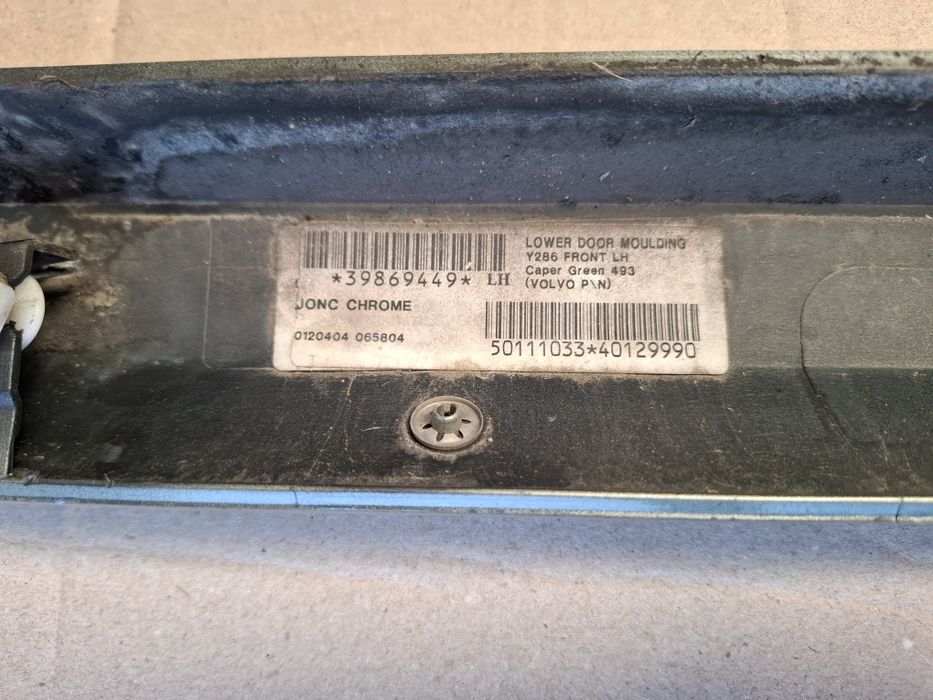 *39869449* LH
JONC CHROME
0120404 065804
LOWER DOOR MOULDING
Y286 FRONT LH
Caper Green 493
(VOLVO P\N)
50111033*40129990